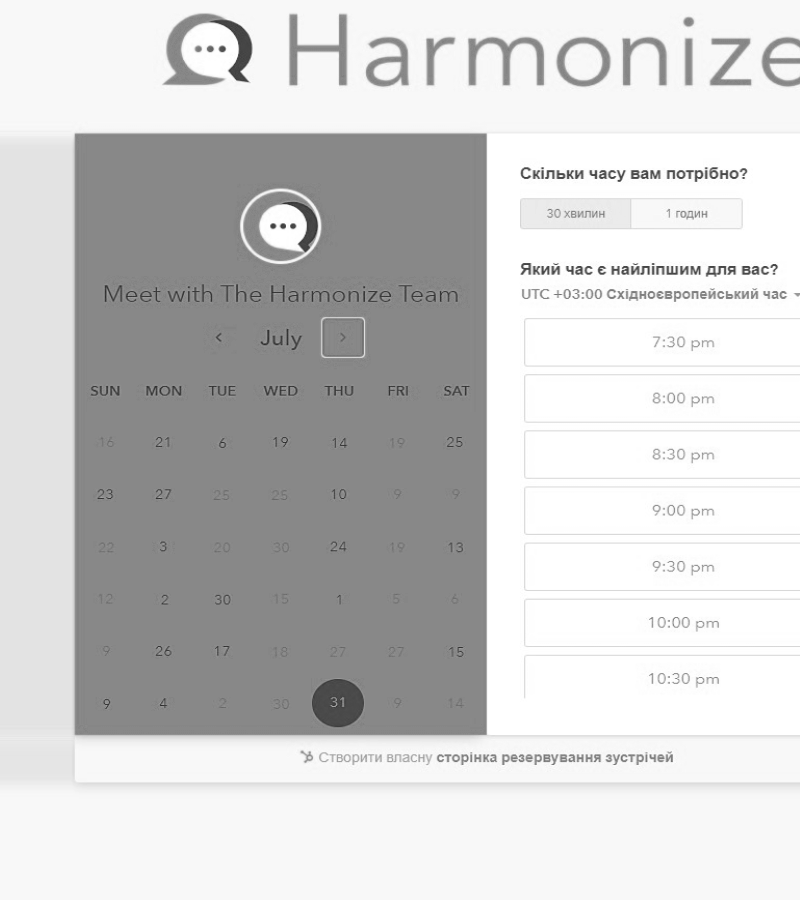 Harmonize
Meet with The Harmonize Team
July
SUN MON TUE WED THU FRI SAT
16 21 6 19 14 19 25
23 27 25 25 10 9 9
22 3 20 30 24 19 13
12 2 30 15 1 5 6
9 26 17 18 27 27 15
9 4 2 30 31 9 14
Скільки часу вам потрібно?
30 хвилин 1 годин
Який час є найліпшим для вас?
UTC +03:00 Східноєвропейський час
7:30 pm
8:00 pm
8:30 pm
9:00 pm
9:30 pm
10:00 pm
10:30 pm
Створити власну сторінка резервування зустрічей